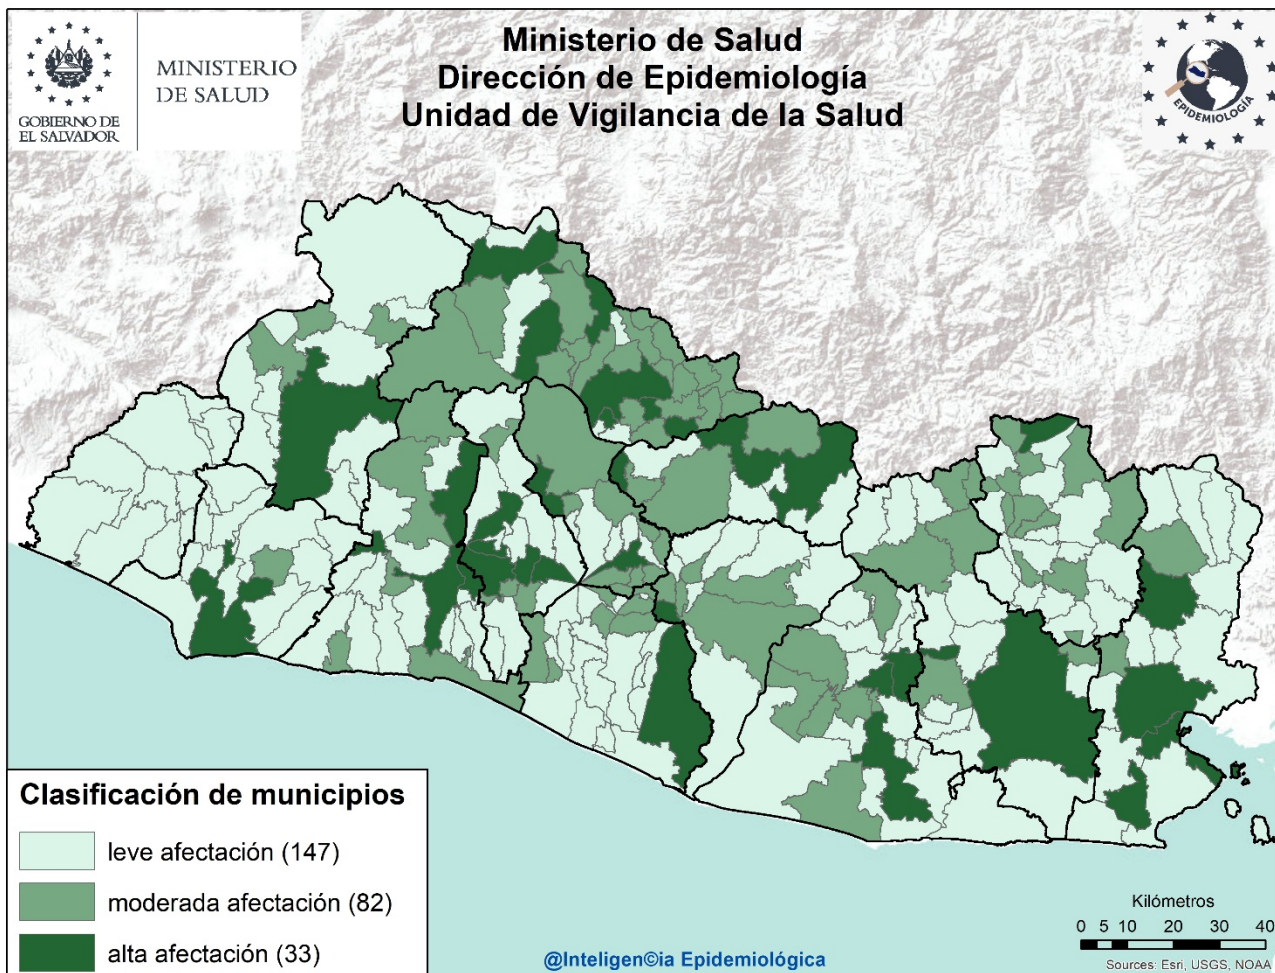 Ministerio de Salud
Dirección de Epidemiología
Unidad de Vigilancia de la Salud
MINISTERIO
DE SALUD
GOBIERNO DE
EL SALVADOR
EPIDEMIOLOGÍA
Clasificación de municipios
leve afectación (147)
moderada afectación (82)
alta afectación (33)
@Inteligen©ia Epidemiológica
Kilómetros
0 5 10 20 30 40
Sources: Esri, USGS, NOAA